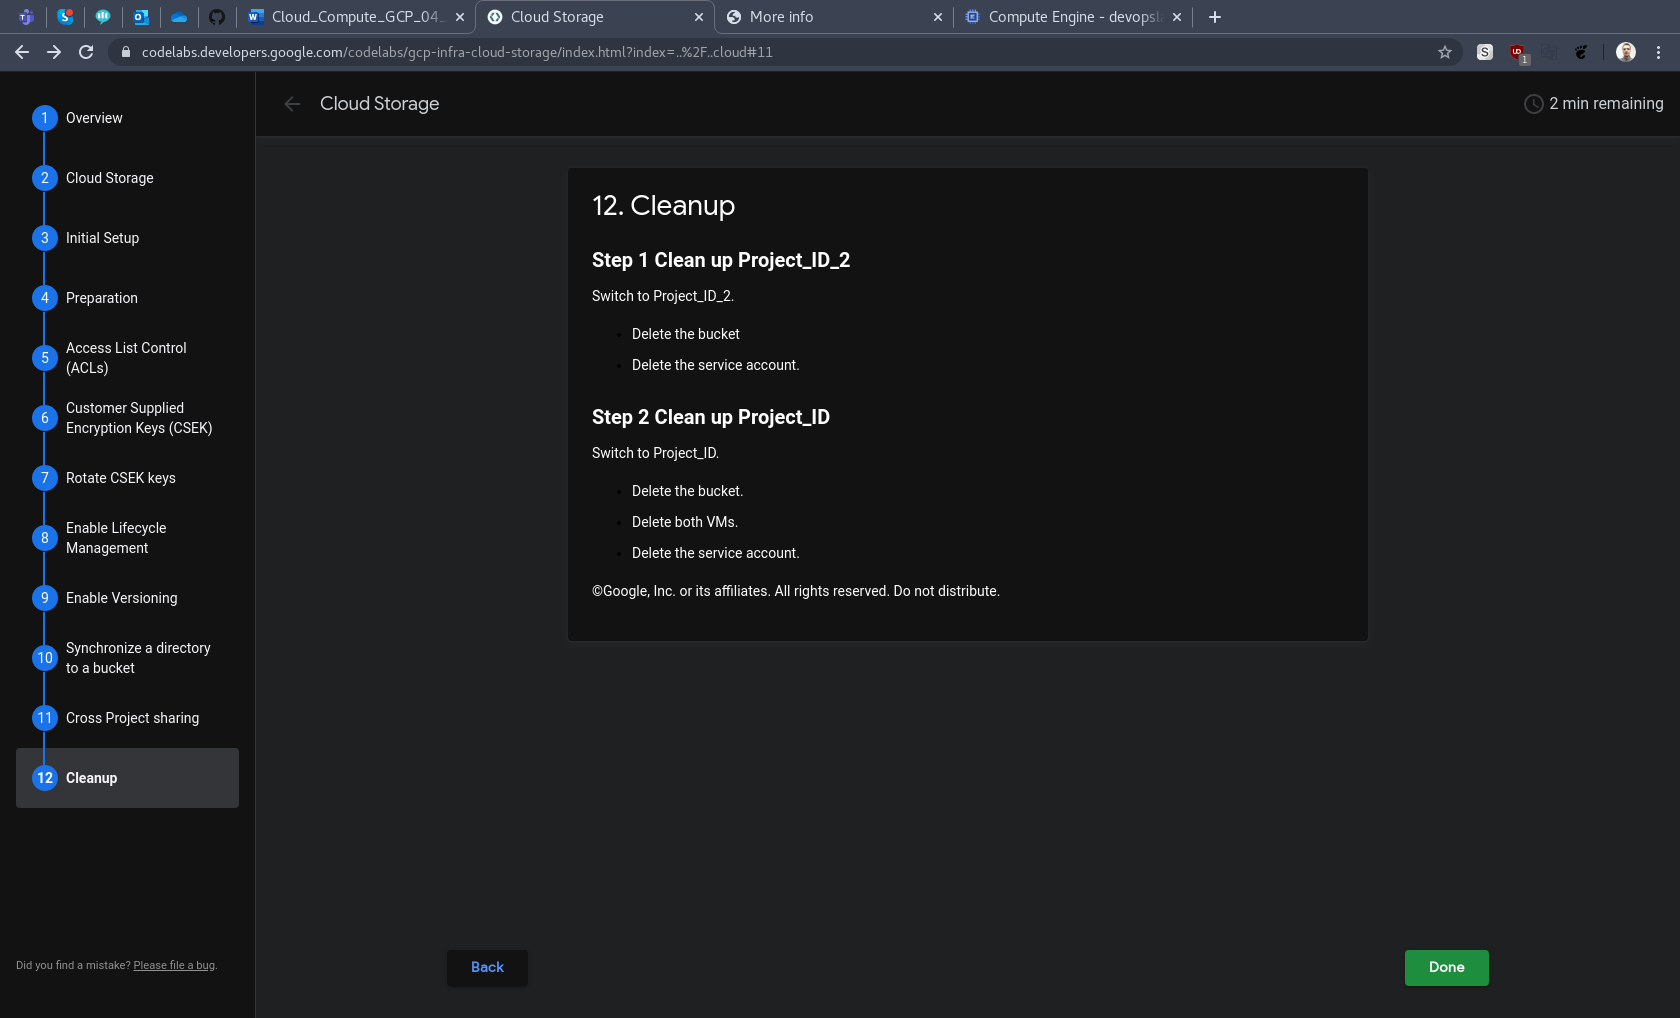 Cloud_Compute_GCP_04_
Cloud Storage
More info
Compute Engine - devopsl
codelabs.developers.google.com/codelabs/gcp-infra-cloud-storage/index.html?index=..%2F..cloud#11
S
1
1 Overview
2 Cloud Storage
3 Initial Setup
4 Preparation
5 Access List Control
(ACLs)
6 Customer Supplied
Encryption Keys (CSEK)
7 Rotate CSEK keys
8 Enable Lifecycle
Management
9 Enable Versioning
10 Synchronize a directory
to a bucket
11 Cross Project sharing
12 Cleanup
Did you find a mistake? Please file a bug.
Cloud Storage
2 min remaining
12. Cleanup
Step 1 Clean up Project_ID_2
Switch to Project_ID_2.
Delete the bucket
Delete the service account.
Step 2 Clean up Project_ID
Switch to Project_ID.
Delete the bucket.
Delete both VMs.
Delete the service account.
©Google, Inc. or its affiliates. All rights reserved. Do not distribute.
Back
Done